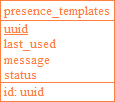 presence_templates
uuid
last_used
message
status
id: uuid